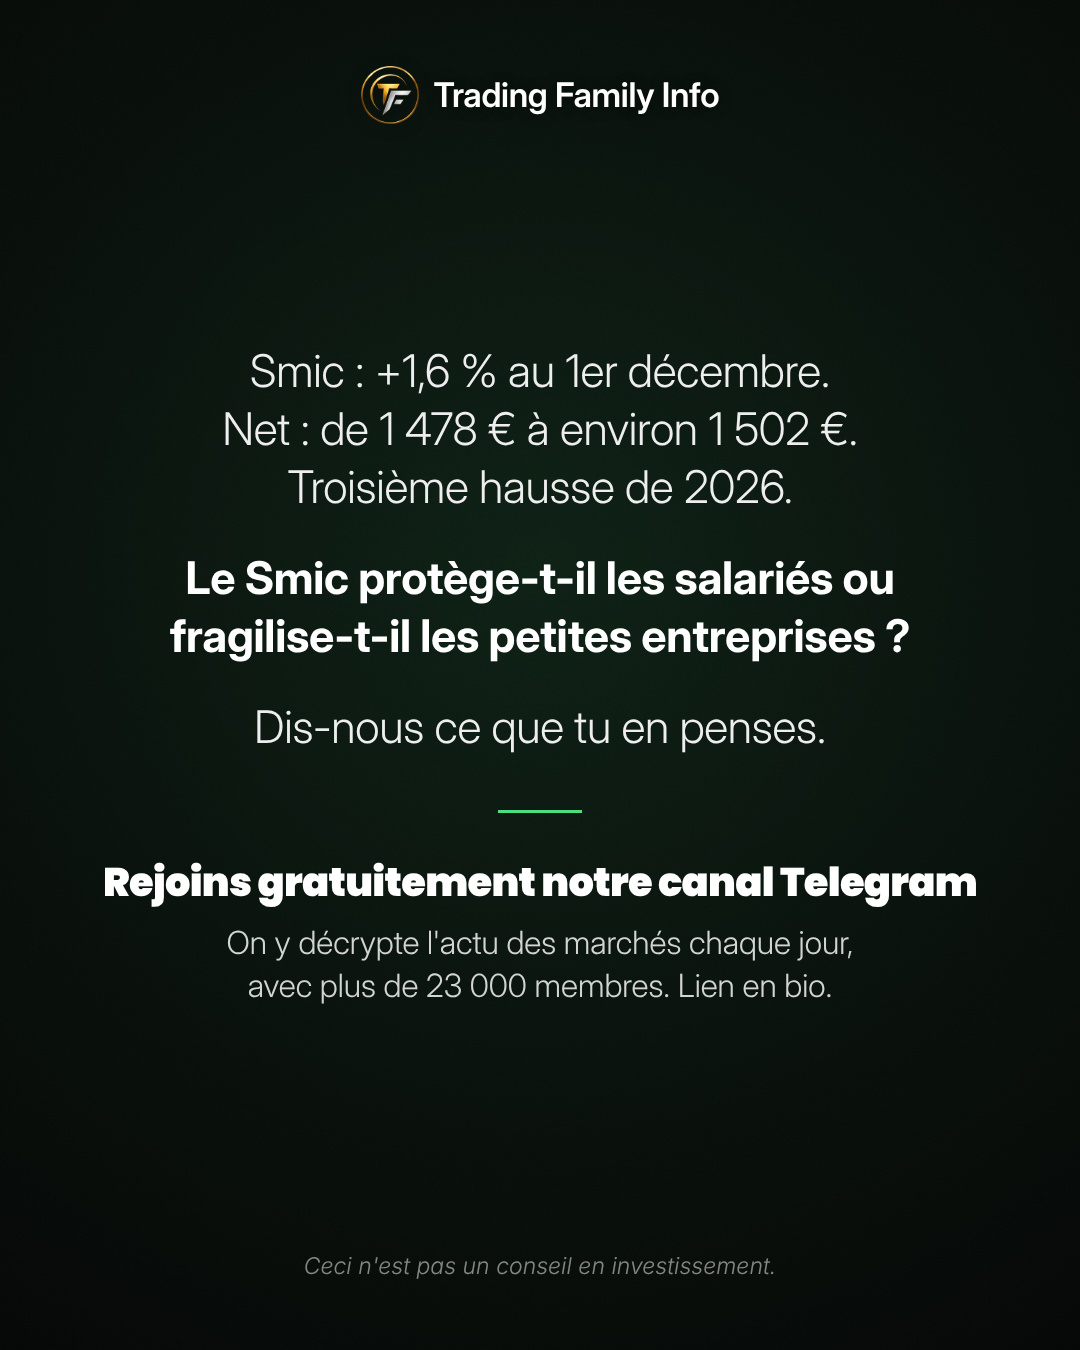 TF Trading Family Info
Smic : +1,6 % au 1er décembre.
Net : de 1 478 € à environ 1 502 €.
Troisième hausse de 2026.
Le Smic protège-t-il les salariés ou
fragilise-t-il les petites entreprises ?
Dis-nous ce que tu en penses.
Rejoins gratuitement notre canal Telegram
On y décrypte l'actu des marchés chaque jour,
avec plus de 23 000 membres. Lien en bio.
Ceci n'est pas un conseil en investissement.